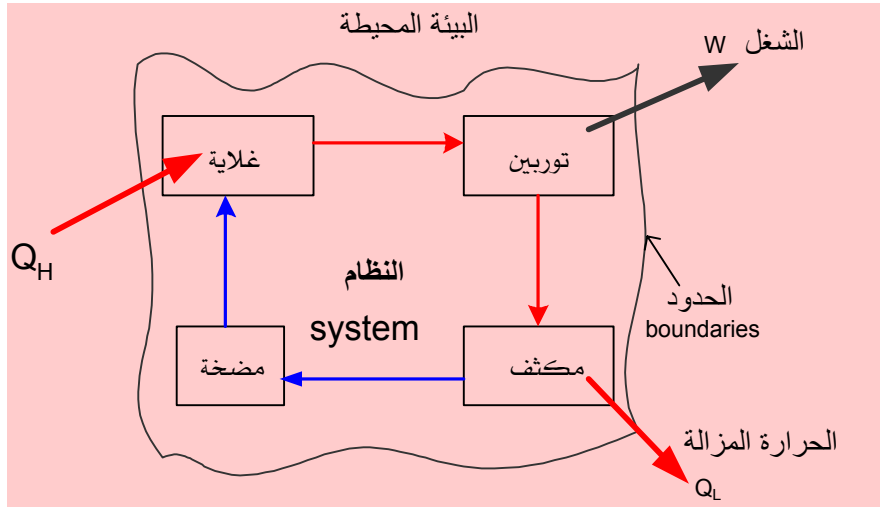 البيئة المحيطة
الشغل W
غلاية
توربين
Q_H
النظام
system
الحدود
boundaries
مضخة
مكثف
الحرارة المزالة
Q_L